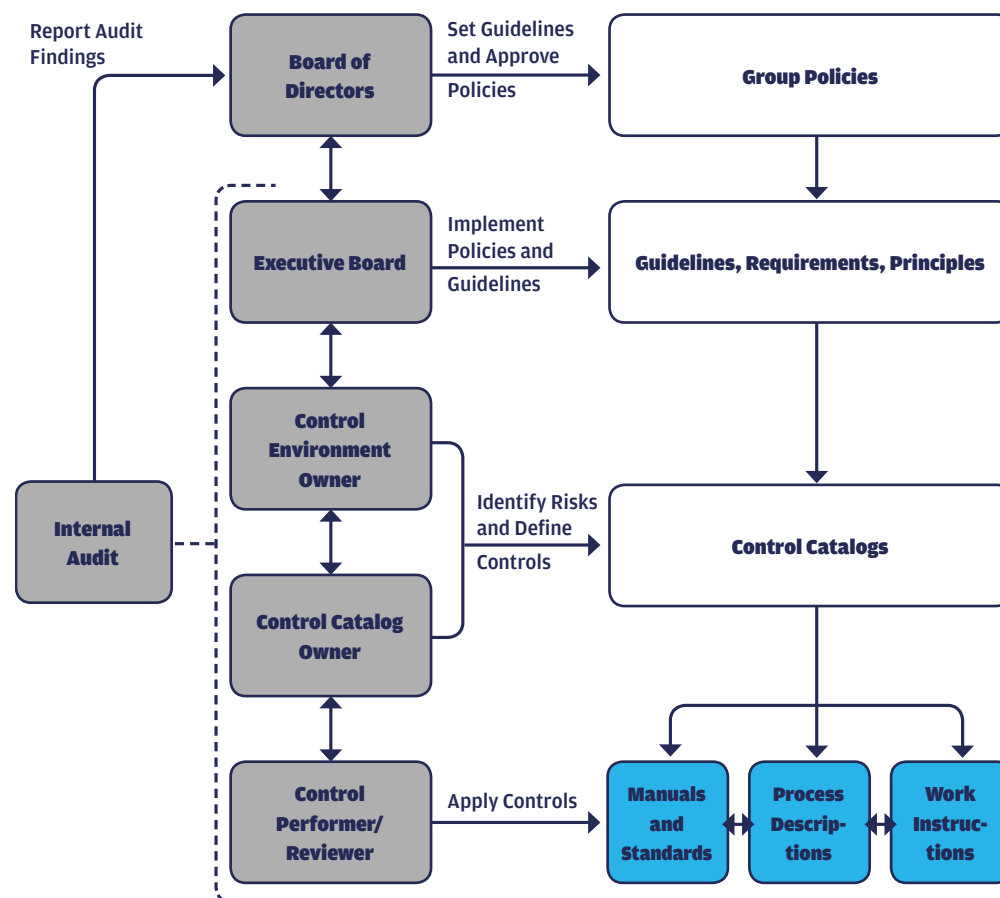 Report Audit
Findings
Board of
Directors
Set Guidelines
and Approve
Policies
Group Policies
Executive Board
Implement
Policies and
Guidelines
Guidelines, Requirements, Principles
Control
Environment
Owner
Internal
Audit
Identify Risks
and Define
Controls
Control Catalogs
Control Catalog
Owner
Control
Performer/
Reviewer
Apply Controls
Manuals
and
Standards
Process
Descrip-
tions
Work
Instruc-
tions